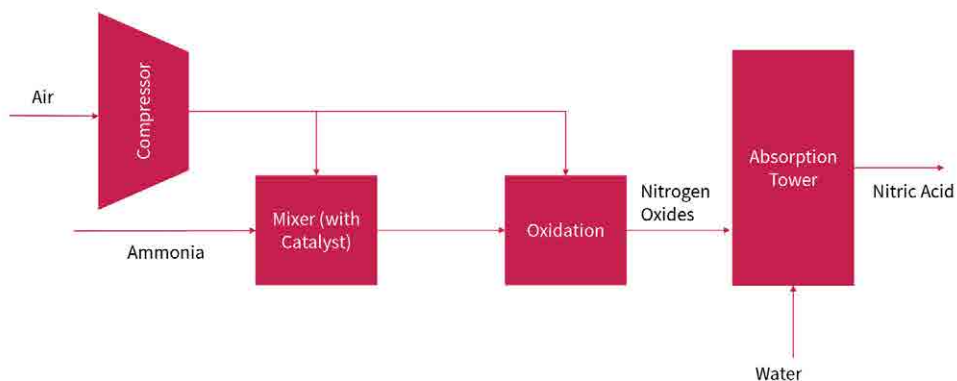 Air
Compressor
Ammonia
Mixer (with
Catalyst)
Oxidation
Nitrogen
Oxides
Absorption
Tower
Nitric Acid
Water